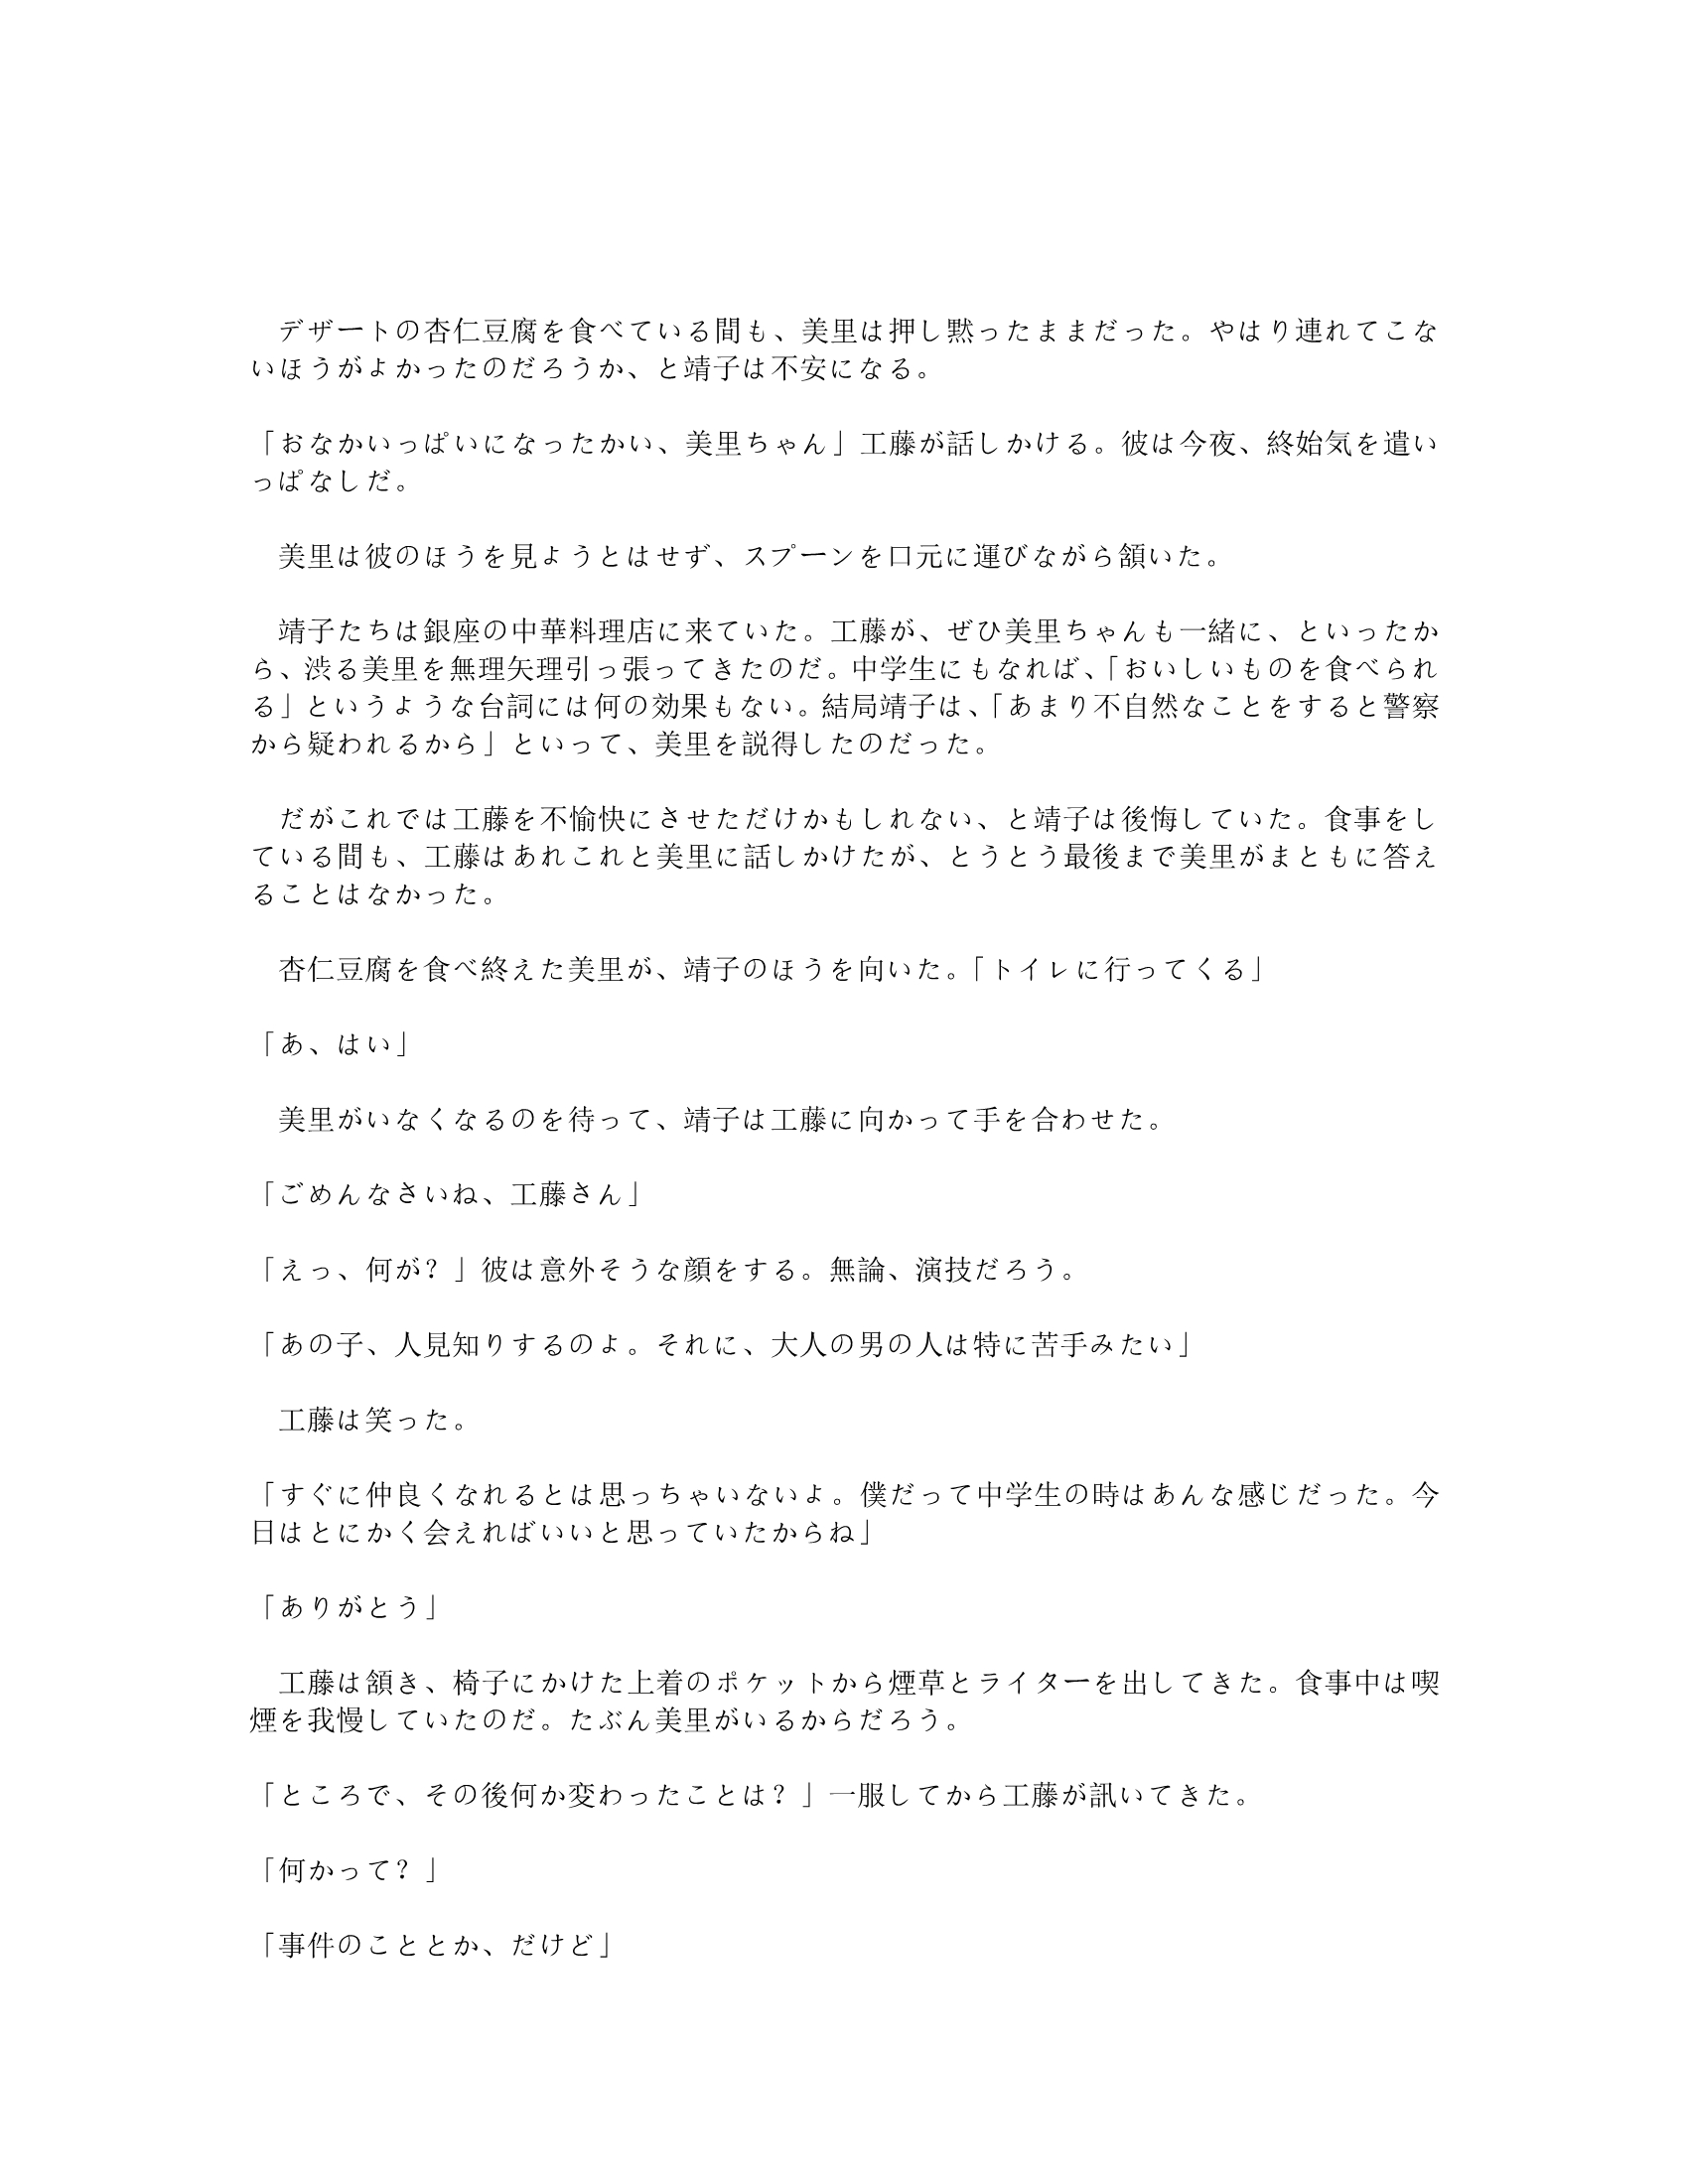 デザートの杏仁豆腐を食べている間も、美里は押し黙ったままだった。やはり連れてこな
いほうがよかったのだろうか、と靖子は不安になる。
「おなかいっぱいになったかい、美里ちゃん」工藤が話しかける。彼は今夜、終始気を遣い
っぱなしだ。
美里は彼のほうを見ようとはせず、スプーンを口元に運びながら頷いた。
靖子たちは銀座の中華料理店に来ていた。工藤が、ぜひ美里ちゃんも一緒に、といったか
ら、渋る美里を無理矢理引っ張ってきたのだ。中学生にもなれば、「おいしいものを食べられ
る」というような台詞には何の効果もない。結局靖子は、「あまり不自然なことをすると警察
から疑われるから」といって、美里を説得したのだった。
だがこれでは工藤を不愉快にさせただけかもしれない、と靖子は後悔していた。食事をし
ている間も、工藤はあれこれと美里に話しかけたが、とうとう最後まで美里がまともに答え
ることはなかった。
杏仁豆腐を食べ終えた美里が、靖子のほうを向いた。「トイレに行ってくる」
「あ、はい」
美里がいなくなるのを待って、靖子は工藤に向かって手を合わせた。
「ごめんなさいね、工藤さん」
「えっ、何が？」彼は意外そうな顔をする。無論、演技だろう。
「あの子、人見知りするのよ。それに、大人の男の人は特に苦手みたい」
工藤は笑った。
「すぐに仲良くなれるとは思っちゃいないよ。僕だって中学生の時はあんな感じだった。今
日はとにかく会えればいいと思っていたからね」
「ありがとう」
工藤は頷き、椅子にかけた上着のポケットから煙草とライターを出してきた。食事中は喫
煙を我慢していたのだ。たぶん美里がいるからだろう。
「ところで、その後何か変わったことは？」一服してから工藤が訊いてきた。
「何かって？」
「事件のこととか、だけど」